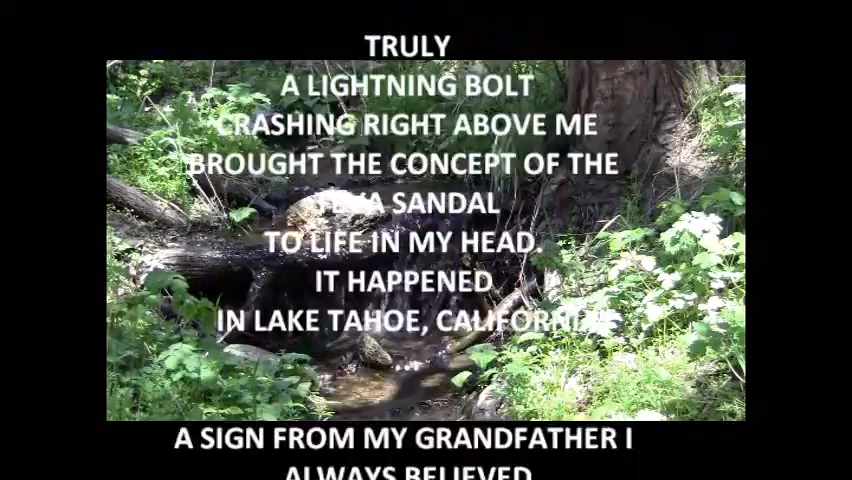 TRULY
A LIGHTNING BOLT
CRASHING RIGHT ABOVE ME
BROUGHT THE CONCEPT OF THE
TEVA SANDAL
TO LIFE IN MY HEAD.
IT HAPPENED
IN LAKE TAHOE, CALIFORNIA
A SIGN FROM MY GRANDFATHER I
ALWAYS BELIEVED